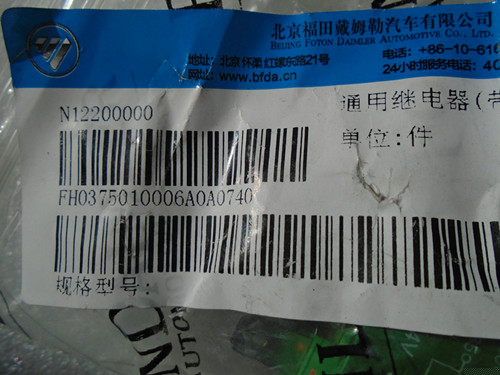 北京福田戴姆勒汽车有限公司
BEIJING FOTON DAIMLER AUTOMOTIVE CO., LTD
地址:北京 怀柔 红螺东路21号
电话:+86-10-616
网址: www.bfda.cn
24小时服务电话:40
N12200000
通用继电器(带
单位:件
FH0375010006A0A0740
规格型号: